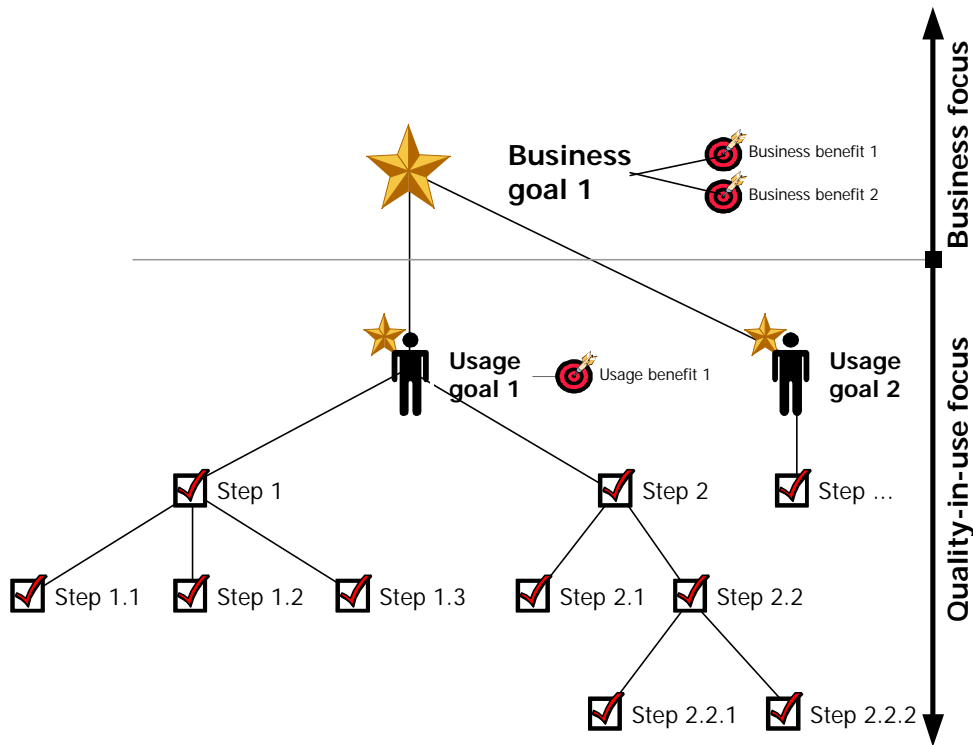 Business focus
Business
goal 1
Business benefit 1
Business benefit 2
Quality-in-use focus
Usage
goal 1
Usage benefit 1
Usage
goal 2
Step 1
Step 2
Step ...
Step 1.1
Step 1.2
Step 1.3
Step 2.1
Step 2.2
Step 2.2.1
Step 2.2.2